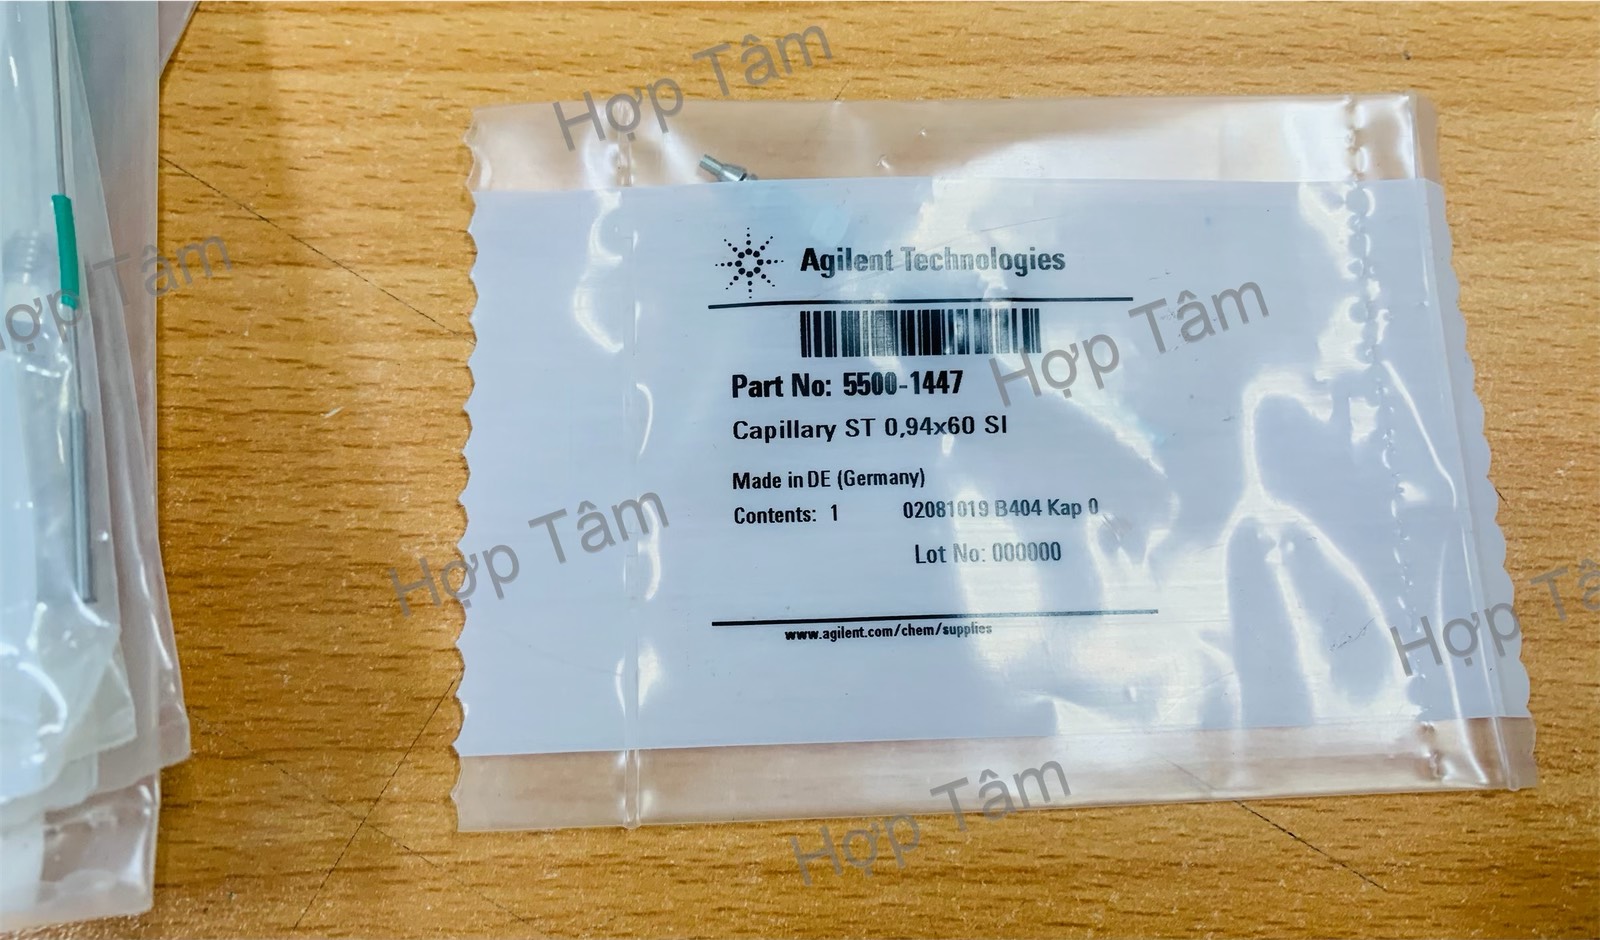 Hợp Tâm
Agilent Technologies
Hợp Tâm
Hợp Tâm
Part No: 5500-1447
Capillary ST 0,94x60 SI
Made in DE (Germany)
Contents: 1 02081019 B404 Kap 0
Hợp Tâm
Lot No: 000000
Hợp Tâm
www.agilent.com/chem/supplies
Hợp Tâm